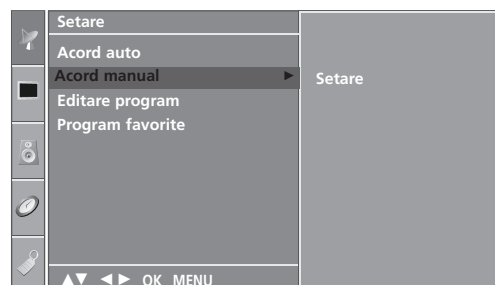 Setare
Acord auto
Acord manual ► Setare
Editare program
Program favorite
▲▼ ◄► OK MENU